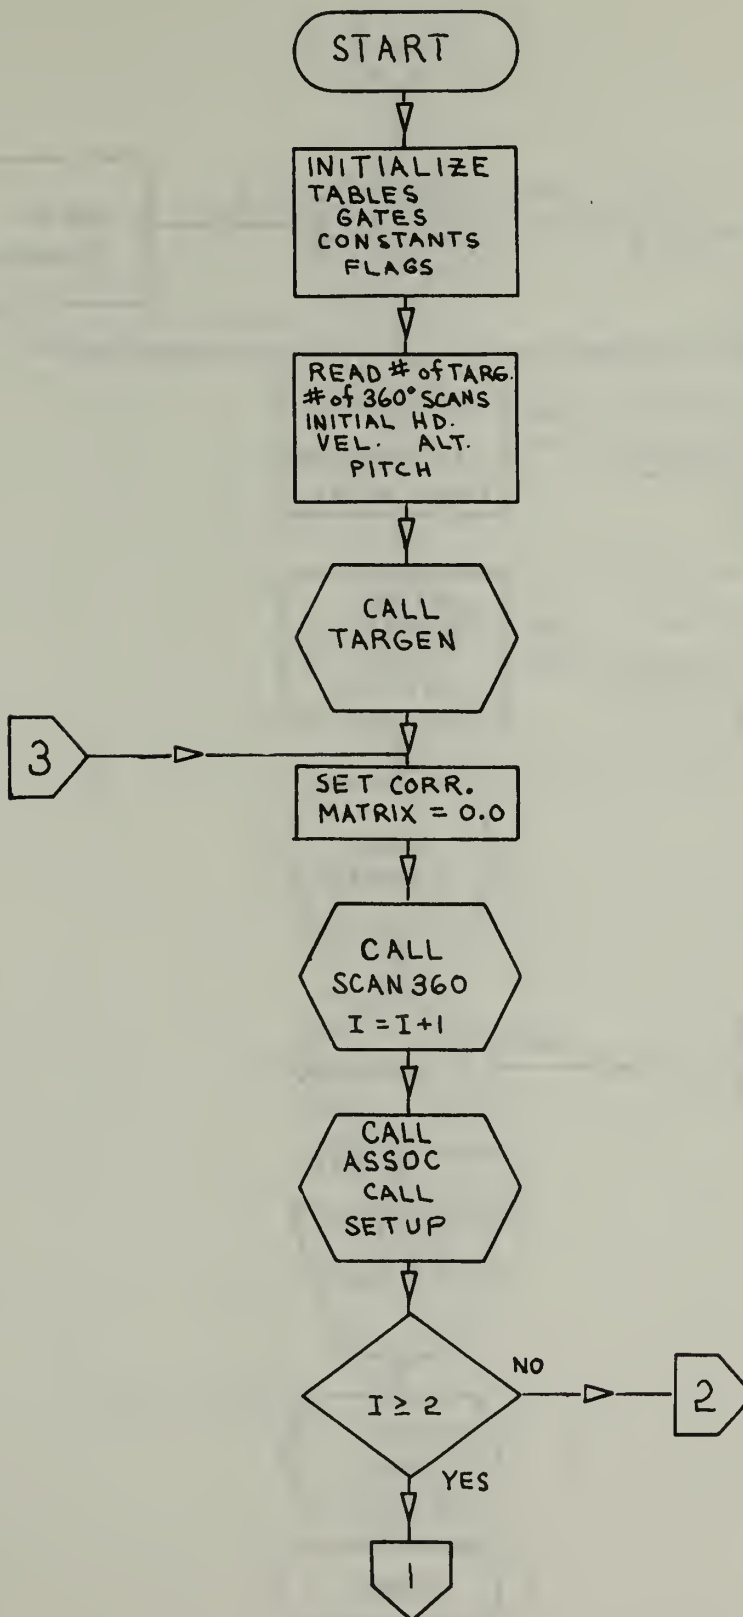 START
INITIALIZE
TABLES
GATES
CONSTANTS
FLAGS
READ # of TARG.
# of 360° SCANS
INITIAL HD.
VEL. ALT.
PITCH
CALL
TARGEN
3
SET CORR.
MATRIX = 0.0
CALL
SCAN 360
I = I+1
CALL
ASSOC
CALL
SETUP
I ≥ 2
NO
2
YES
1